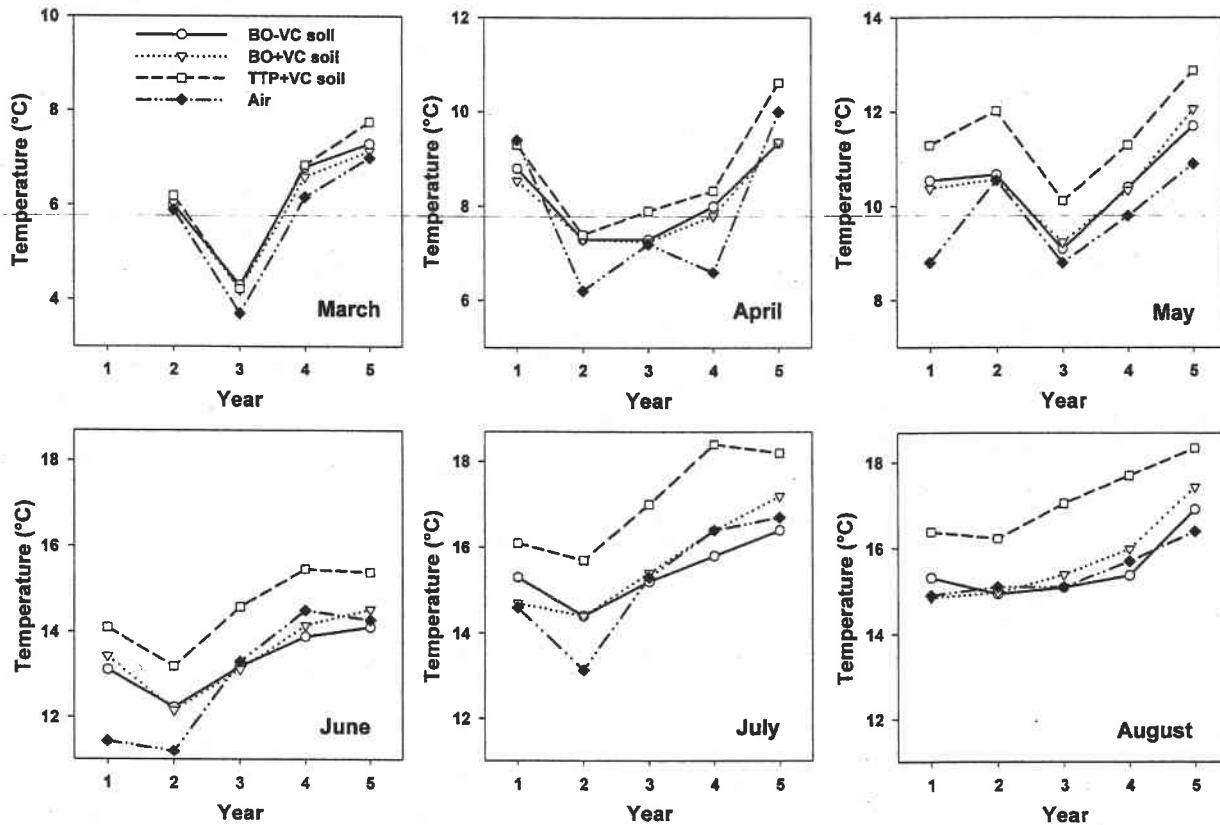 10
8
6
4
Temperature (°C)
BO-VC soil
BO+VC soil
TTP+VC soil
Air
March
1 2 3 4 5
Year
12
10
8
6
Temperature (°C)
April
1 2 3 4 5
Year
14
12
10
8
Temperature (°C)
May
1 2 3 4 5
Year
18
16
14
12
Temperature (°C)
June
1 2 3 4 5
Year
18
16
14
12
Temperature (°C)
July
1 2 3 4 5
Year
18
16
14
12
Temperature (°C)
August
1 2 3 4 5
Year